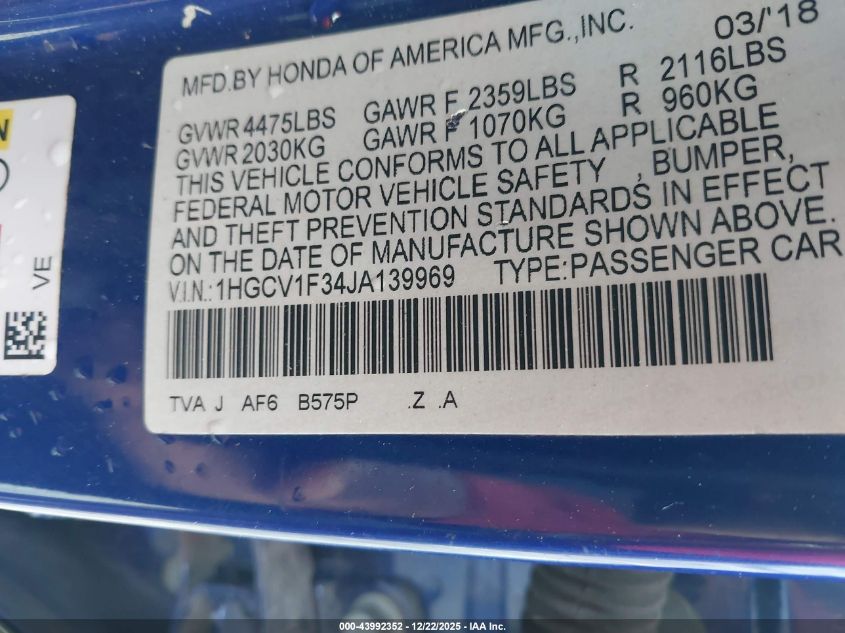 MFD.BY HONDA OF AMERICA MFG.,INC. 03/'18
GVWR 4475LBS GAWR F 2359LBS R 2116LBS
GVWR 2030KG GAWR F 1070KG R 960KG
THIS VEHICLE CONFORMS TO ALL APPLICABLE
FEDERAL MOTOR VEHICLE SAFETY , BUMPER,
AND THEFT PREVENTION STANDARDS IN EFFECT
ON THE DATE OF MANUFACTURE SHOWN ABOVE.
V.I.N.:1HGCV1F34JA139969 TYPE:PASSENGER CAR
TVA J AF6 B575P .Z .A
N
VE
000-43992352 - 12/22/2025 - IAA Inc.